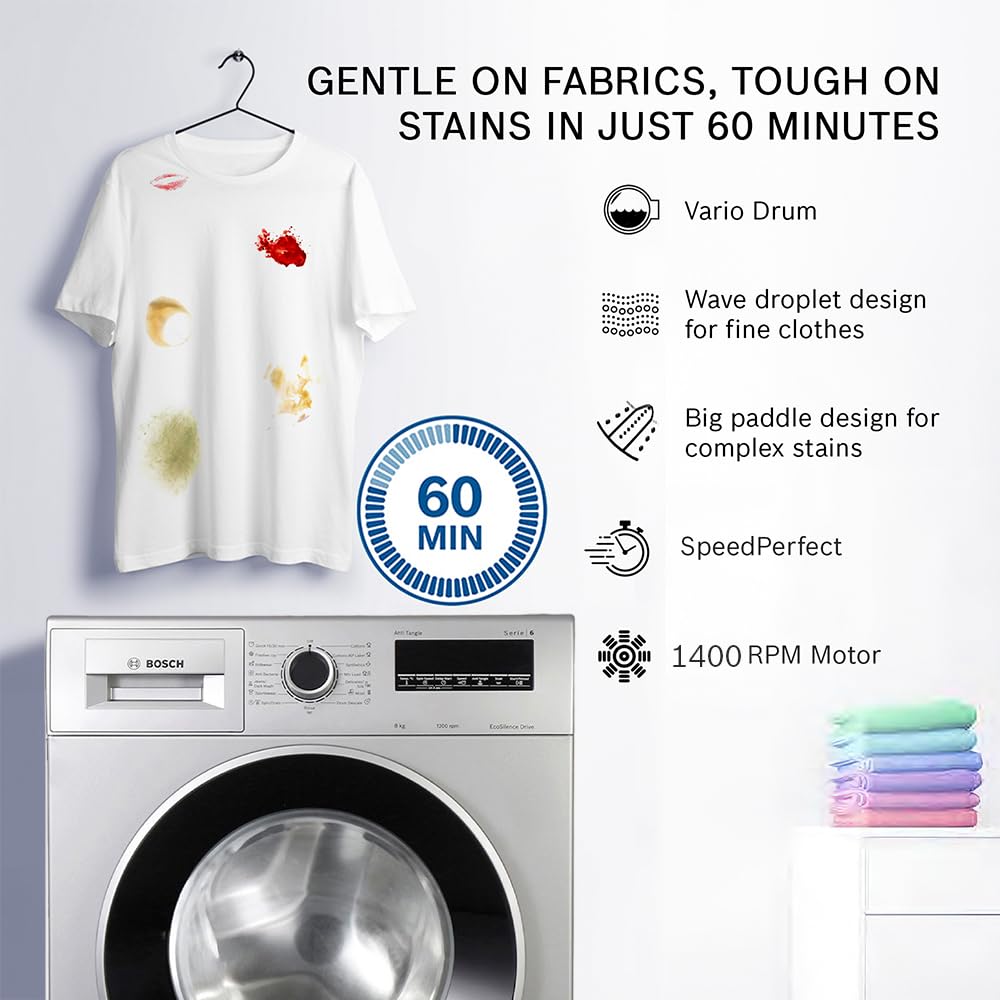 GENTLE ON FABRICS, TOUGH ON
STAINS IN JUST 60 MINUTES
Vario Drum
Wave droplet design
for fine clothes
Big paddle design for
complex stains
60
MIN
SpeedPerfect
1400 RPM Motor
Anti Tangle
Serie | 6
BOSCH
8 kg
1200 rpm
EcoSilence Drive